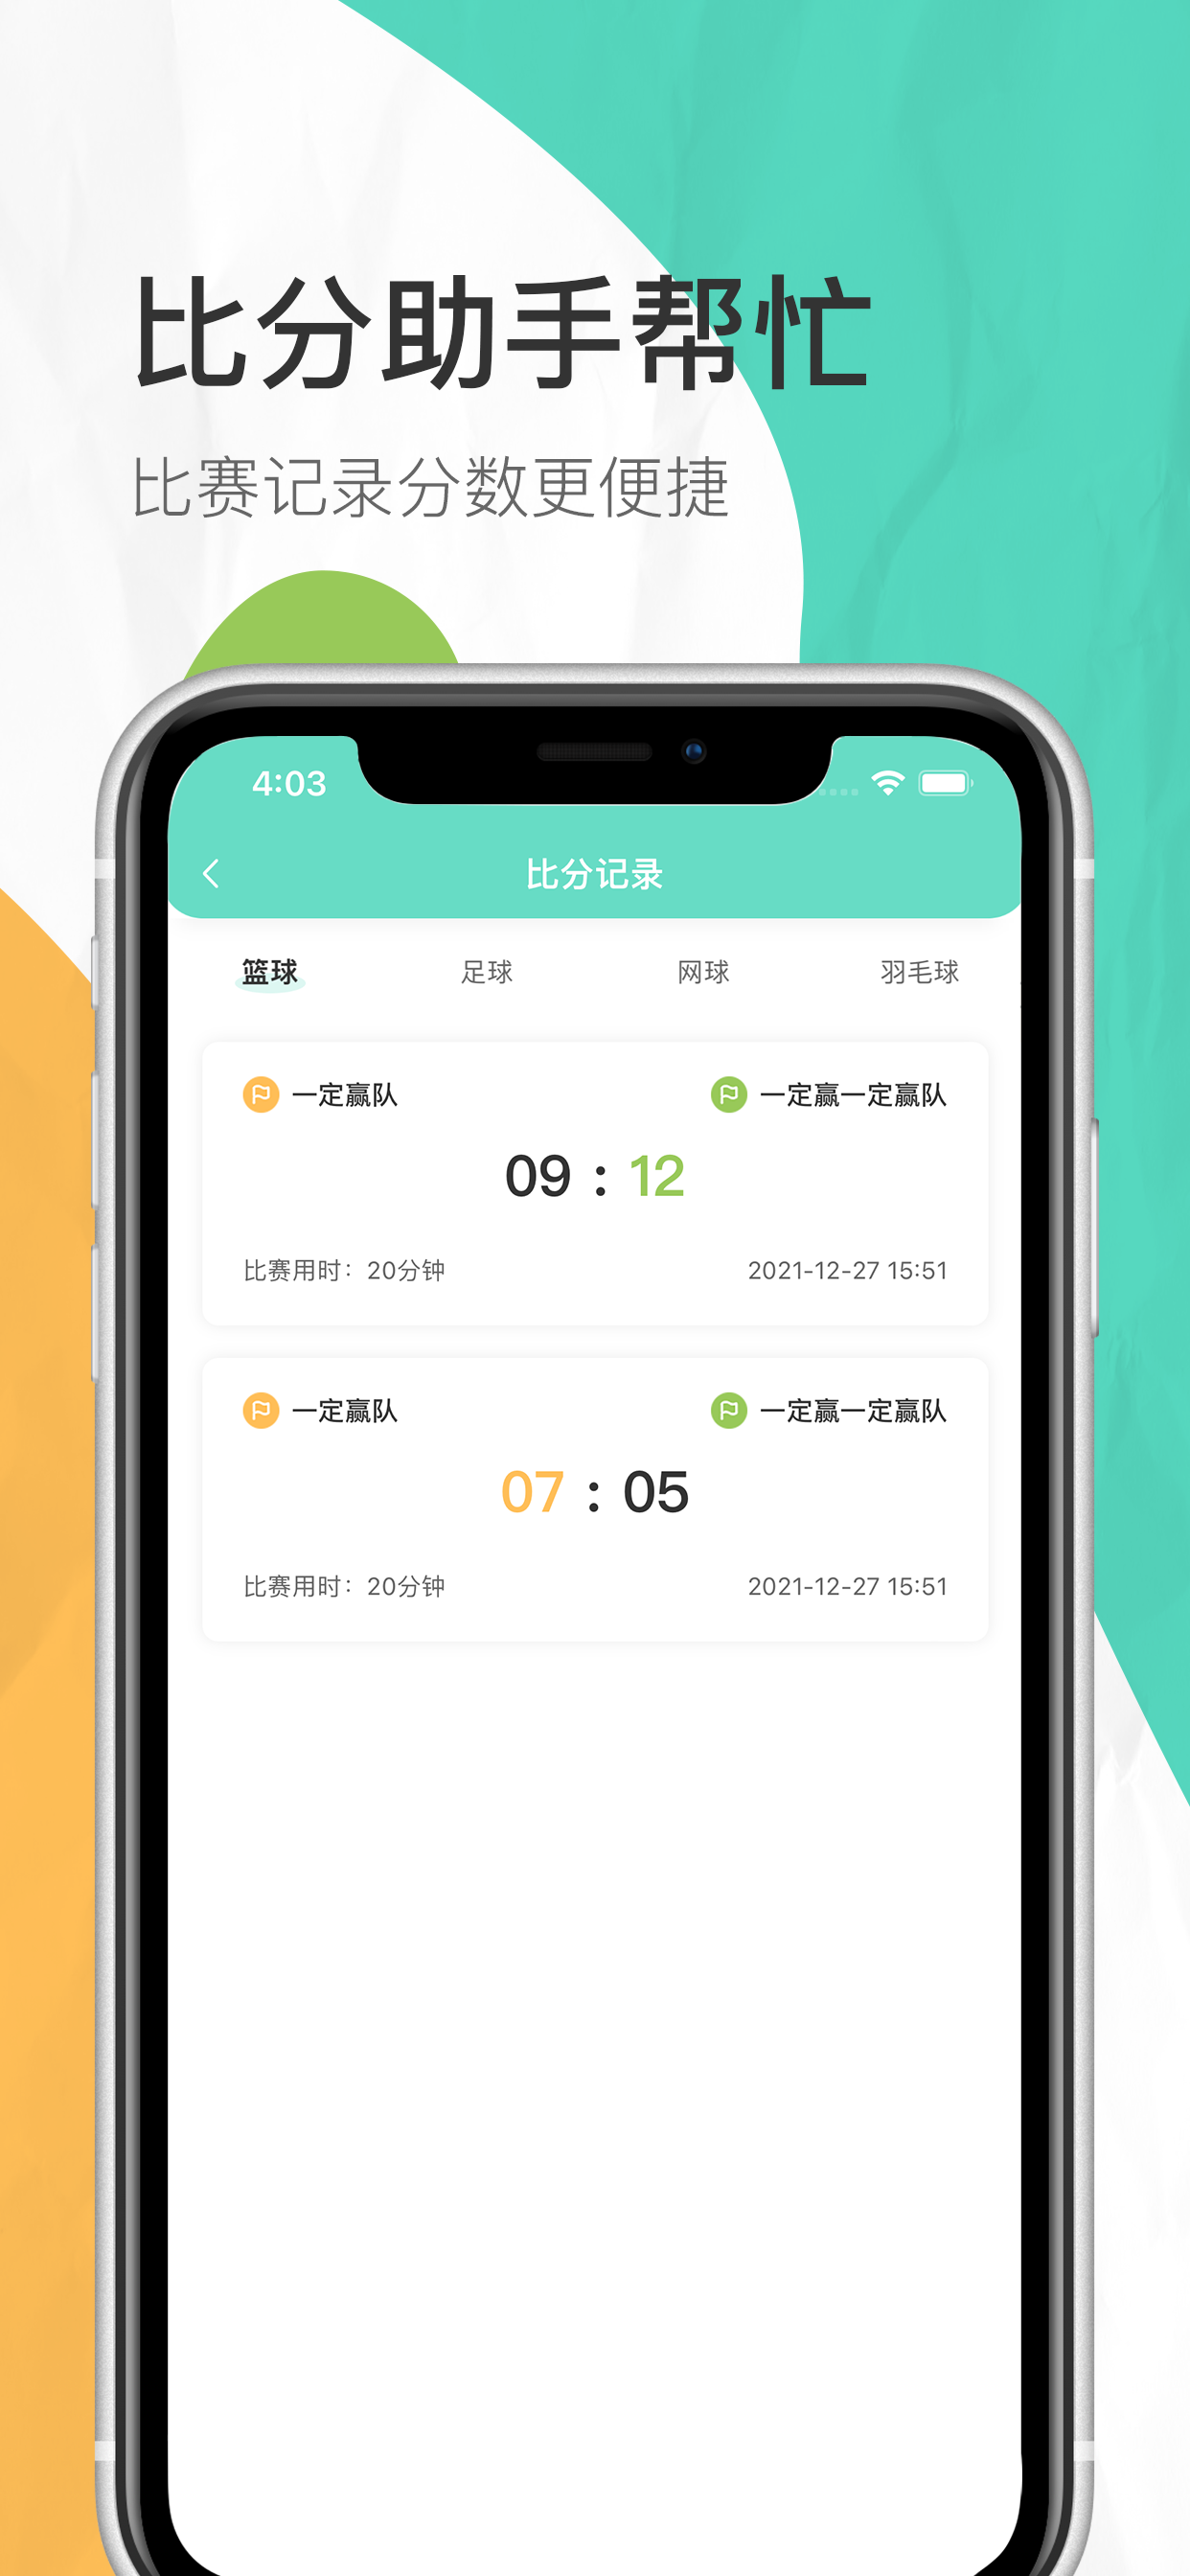 比分助手帮忙
比赛记录分数更便捷
4:03
比分记录
篮球 足球 网球 羽毛球
一定赢队 一定赢一定赢队
09 : 12
比赛用时：20分钟 2021-12-27 15:51
一定赢队 一定赢一定赢队
07 : 05
比赛用时：20分钟 2021-12-27 15:51